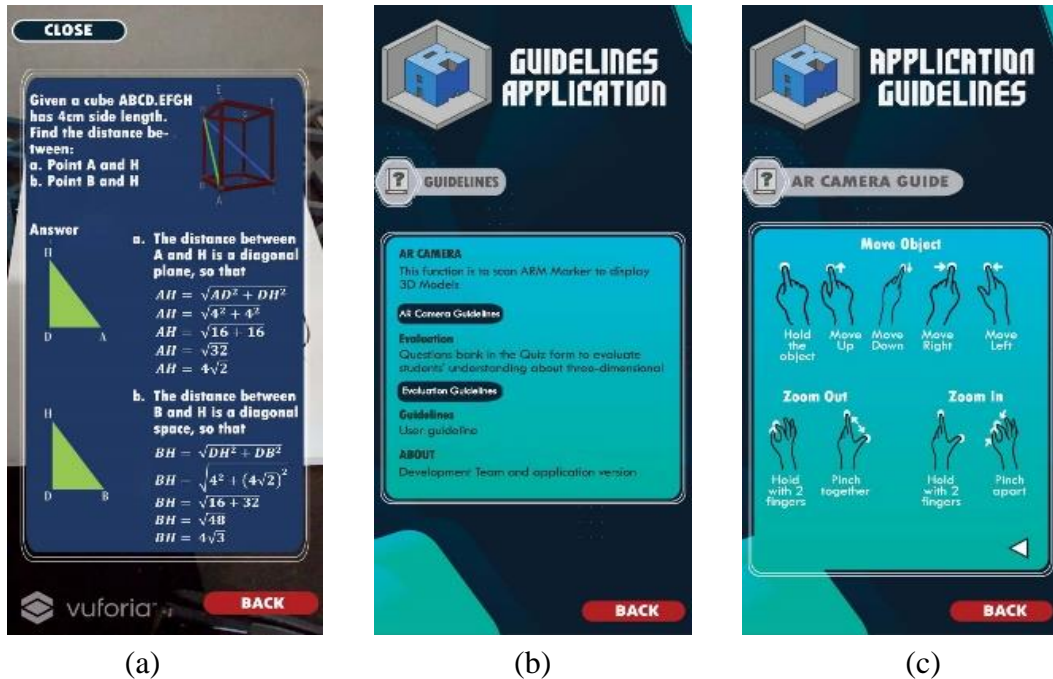 CLOSE
Given a cube ABCD.EFGH
has 4cm side length.
Find the distance be-
tween:
a. Point A and H
b. Point B and H
E
A
Answer
H
D A
a. The distance between
A and H is a diagonal
plane, so that
AH = √AD² + DH²
AH = √4² + 4²
AH = √16 + 16
AH = √32
AH = 4√2
H
D B
b. The distance between
B and H is a diagonal
space, so that
BH = √DH² + DB²
BH = √4² + (4√2)²
BH = √16 + 32
BH = √48
BH = 4√3
vuforia
BACK
(a)
GUIDELINES
APPLICATION
? GUIDELINES
AR CAMERA
This function is to scan ARM Marker to display
3D Models
AR Camera Guidelines
Evaluation
Questions bank in the Quiz form to evaluate
students' understanding about three-dimensional
Evaluation Guidelines
Guidelines
User guideline
ABOUT
Development Team and application version
BACK
(b)
APPLICATION
GUIDELINES
? AR CAMERA GUIDE
Move Object
Hold
the
object
Move
Up
Move
Down
Move
Right
Move
Left
Zoom Out
Zoom In
Hold
with 2
fingers
Pinch
together
Hold
with 2
fingers
Pinch
apart
BACK
(c)